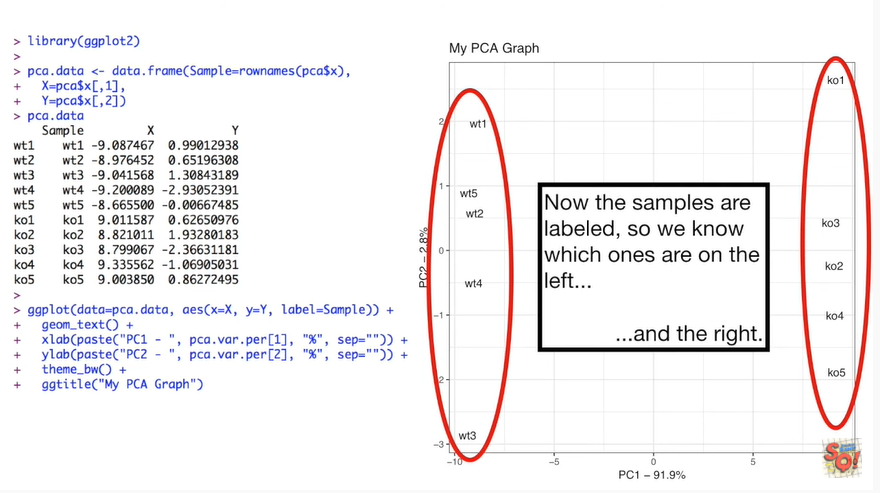 > library(ggplot2)
>
> pca.data <- data.frame(Sample=rownames(pca$x),
+   X=pca$x[,1],
+   Y=pca$x[,2])
> pca.data
    Sample         X           Y
wt1    wt1 -9.087467  0.99012938
wt2    wt2 -8.976452  0.65196308
wt3    wt3 -9.041568  1.30843189
wt4    wt4 -9.200089 -2.93052391
wt5    wt5 -8.665500 -0.00667485
ko1    ko1  9.011587  0.62650976
ko2    ko2  8.821011  1.93280183
ko3    ko3  8.799067 -2.36631181
ko4    ko4  9.335562 -1.06905031
ko5    ko5  9.003850  0.86272495
>
> ggplot(data=pca.data, aes(x=X, y=Y, label=Sample)) +
+   geom_text() +
+   xlab(paste("PC1 - ", pca.var.per[1], "%", sep="")) +
+   ylab(paste("PC2 - ", pca.var.per[2], "%", sep="")) +
+   theme_bw() +
+   ggtitle("My PCA Graph")
My PCA Graph
ko1
2
wt1
1
wt5
wt2
ko3
PC2 – 2.8%
0
ko2
wt4
ko4
−1
ko5
2
wt3
−3
Now the samples are
labeled, so we know
which ones are on the
left...
...and the right.
−10
−5
0
5
PC1 – 91.9%
SQ!